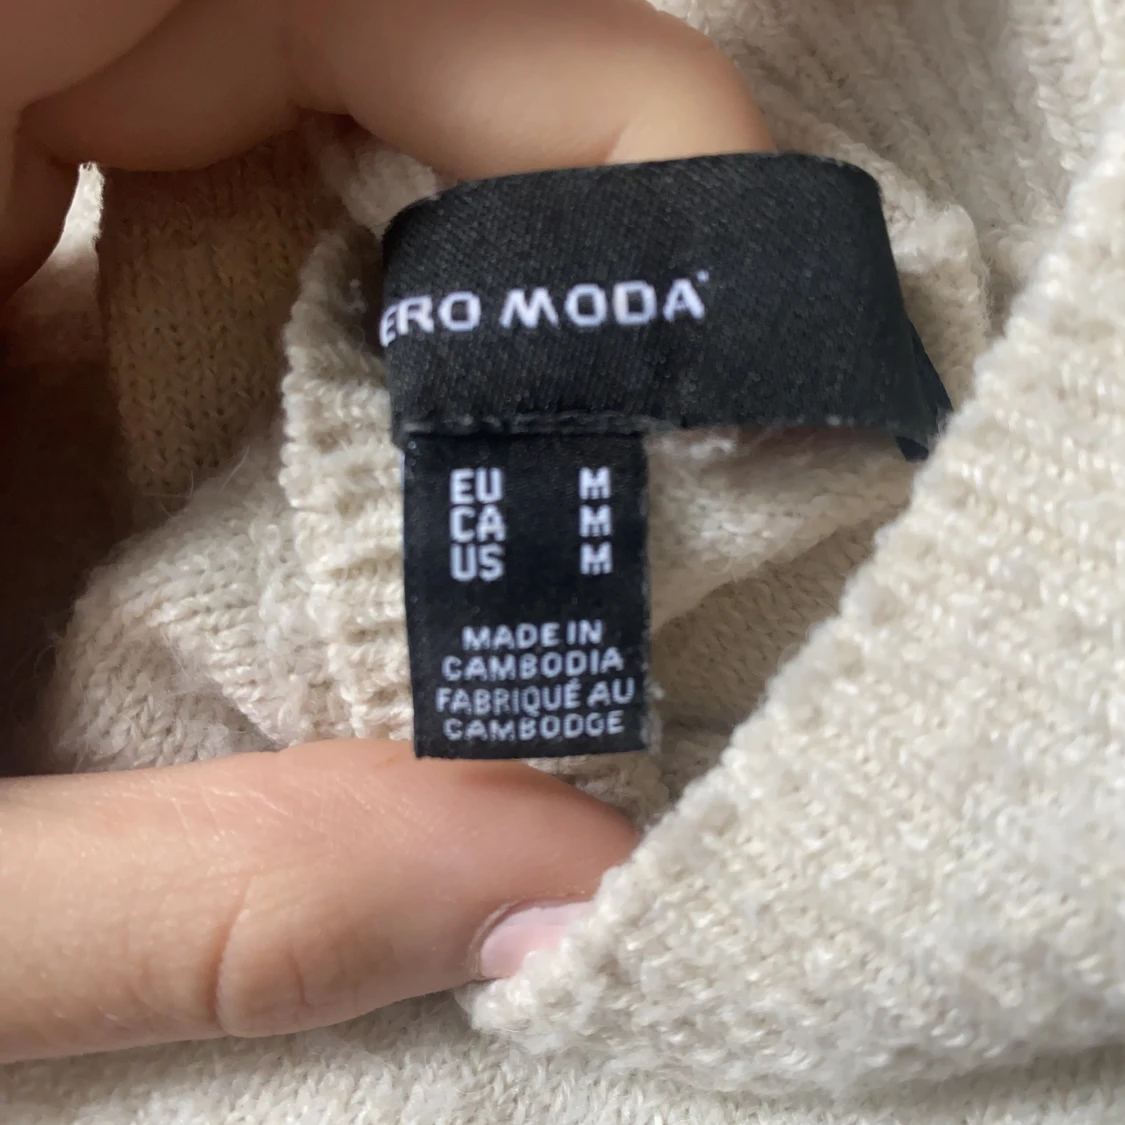 ERO MODA
EU M
CA M
US M
MADE IN
CAMBODIA
FABRIQUÉ AU
CAMBODGE